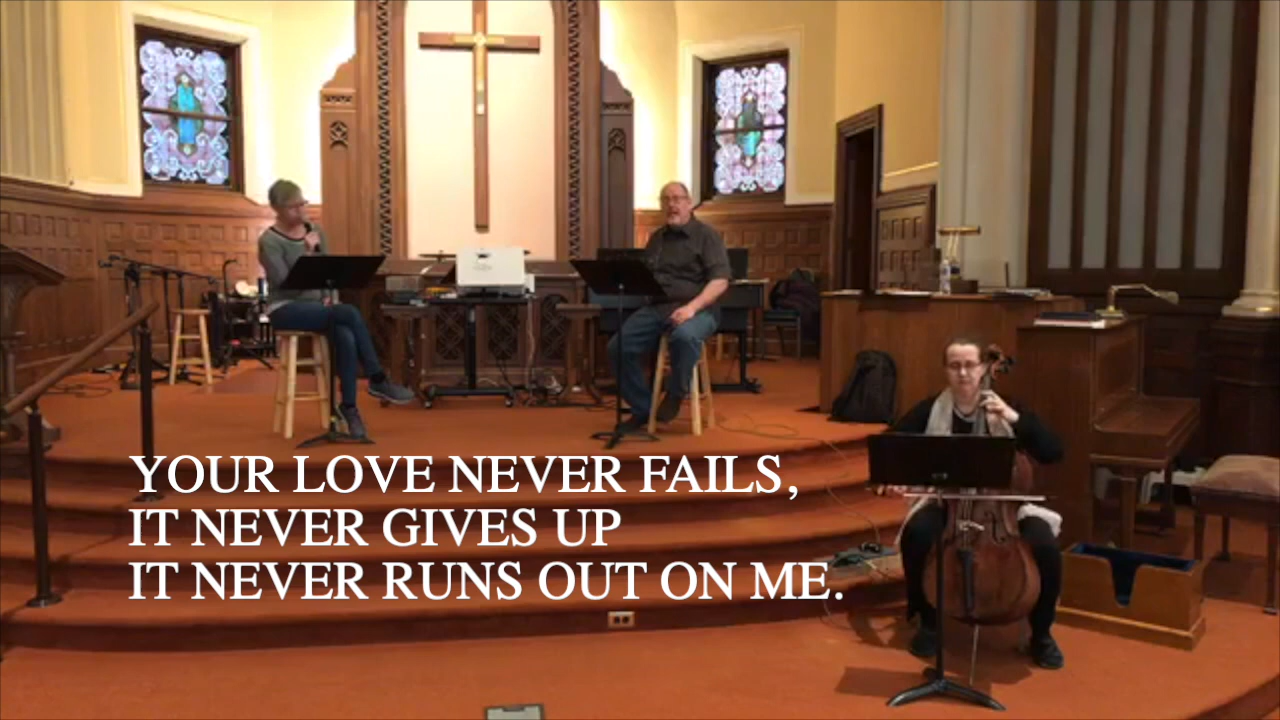 YOUR LOVE NEVER FAILS,
IT NEVER GIVES UP
IT NEVER RUNS OUT ON ME.